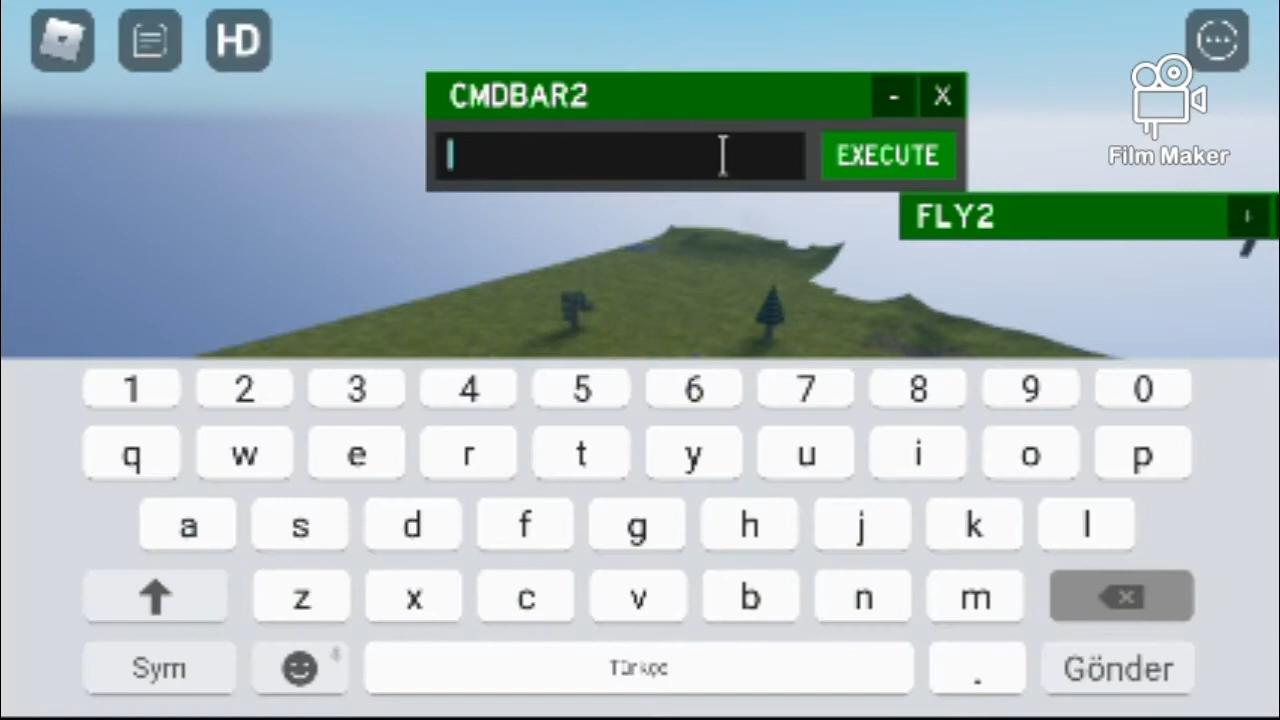 HD
CMDBAR2 - X
EXECUTE
Film Maker
FLY2
1 2 3 4 5 6 7 8 9 0
q w e r t y u i o p
a s d f g h j k l
z x c v b n m
Sym Türkçe . Gönder